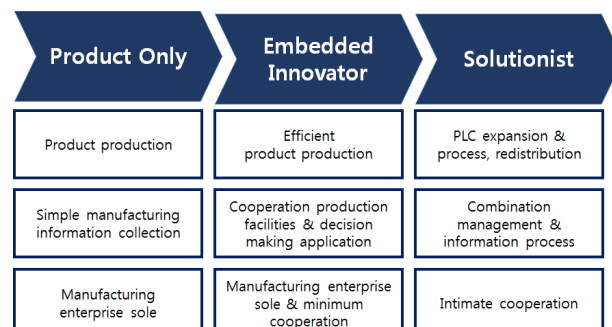 Product Only
Embedded
Innovator
Solutionist
Product production
Efficient
product production
PLC expansion &
process, redistribution
Simple manufacturing
information collection
Cooperation production
facilities & decision
making application
Combination
management &
information process
Manufacturing
enterprise sole
Manufacturing enterprise
sole & minimum
cooperation
Intimate cooperation